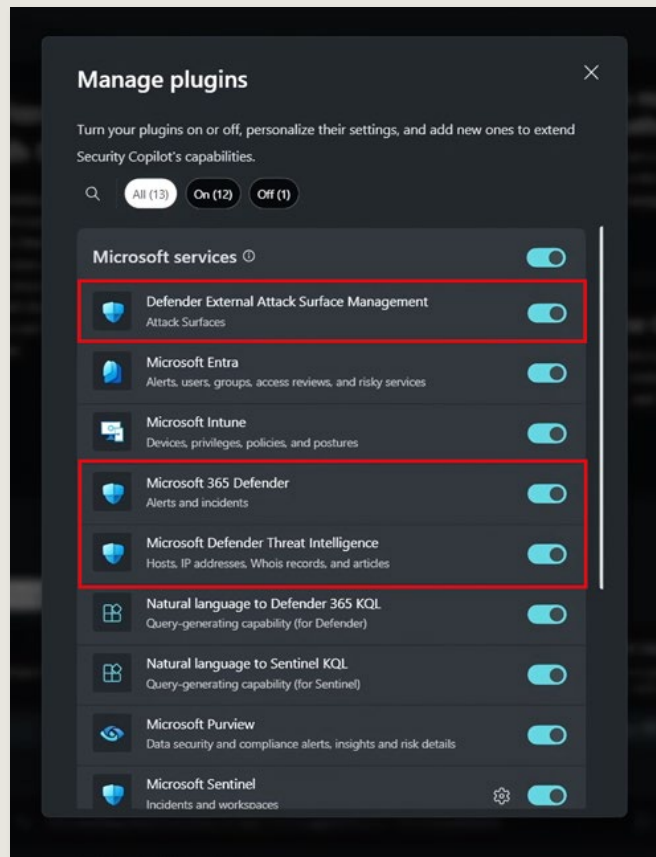 Manage plugins
Turn your plugins on or off, personalize their settings, and add new ones to extend
Security Copilot's capabilities.
All (13) On (12) Off (1)
Microsoft services
Defender External Attack Surface Management
Attack Surfaces
Microsoft Entra
Alerts, users, groups, access reviews, and risky services
Microsoft Intune
Devices, privileges, policies, and postures
Microsoft 365 Defender
Alerts and incidents
Microsoft Defender Threat Intelligence
Hosts, IP addresses, Whois records, and articles
Natural language to Defender 365 KQL
Query-generating capability (for Defender)
Natural language to Sentinel KQL
Query-generating capability (for Sentinel)
Microsoft Purview
Data security and compliance alerts, insights and risk details
Microsoft Sentinel
Incidents and workspaces